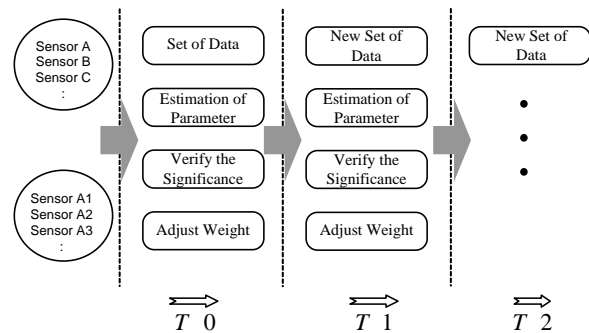 Sensor A
Sensor B
Sensor C
:
Sensor A1
Sensor A2
Sensor A3
:
Set of Data
Estimation of
Parameter
Verify the
Significance
Adjust Weight
New Set of
Data
Estimation of
Parameter
Verify the
Significance
Adjust Weight
New Set of
Data
T 0
T 1
T 2